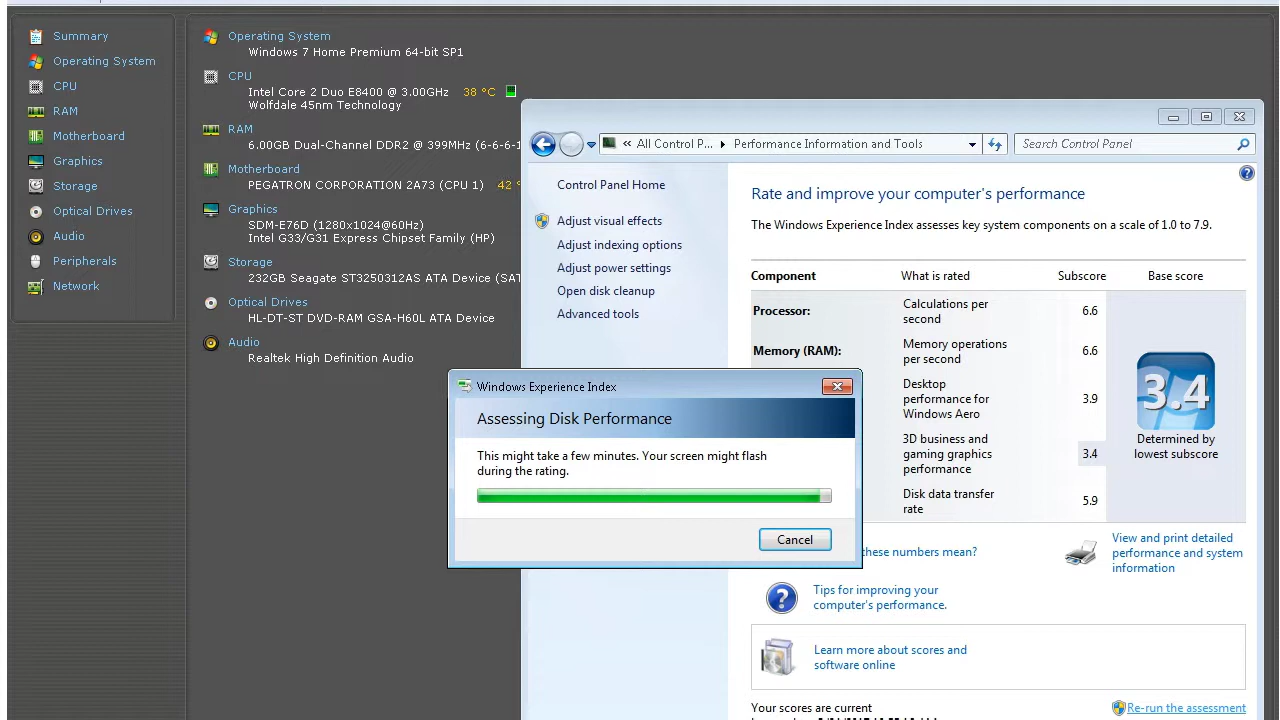 Summary
Operating System
CPU
RAM
Motherboard
Graphics
Storage
Optical Drives
Audio
Peripherals
Network
Operating System
Windows 7 Home Premium 64-bit SP1
CPU
Intel Core 2 Duo E8400 @ 3.00GHz 38 °C
Wolfdale 45nm Technology
RAM
6.00GB Dual-Channel DDR2 @ 399MHz (6-6-6-1
Motherboard
PEGATRON CORPORATION 2A73 (CPU 1) 42 °
Graphics
SDM-E76D (1280x1024@60Hz)
Intel G33/G31 Express Chipset Family (HP)
Storage
232GB Seagate ST3250312AS ATA Device (SAT
Optical Drives
HL-DT-ST DVD-RAM GSA-H60L ATA Device
Audio
Realtek High Definition Audio
« All Control P... ▸ Performance Information and Tools
Search Control Panel
Control Panel Home
Adjust visual effects
Adjust indexing options
Adjust power settings
Open disk cleanup
Advanced tools
Rate and improve your computer's performance
The Windows Experience Index assesses key system components on a scale of 1.0 to 7.9.
Component What is rated Subscore Base score
Processor: Calculations per 6.6
second
Memory (RAM): Memory operations 6.6
per second
Desktop
performance for 3.9
Windows Aero
3D business and
gaming graphics 3.4
performance
Disk data transfer 5.9
rate
3.4
Determined by
lowest subscore
Windows Experience Index
Assessing Disk Performance
This might take a few minutes. Your screen might flash
during the rating.
Cancel
these numbers mean?
View and print detailed
performance and system
information
Tips for improving your
computer's performance.
Learn more about scores and
software online
Your scores are current
Re-run the assessment